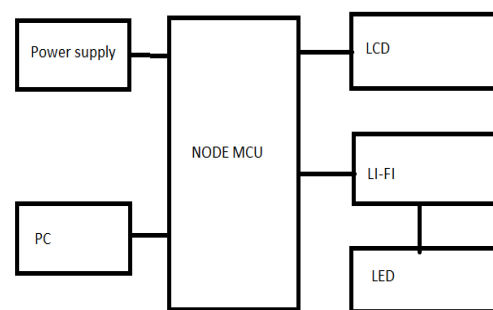 Power supply
LCD
NODE MCU
LI-FI
PC
LED